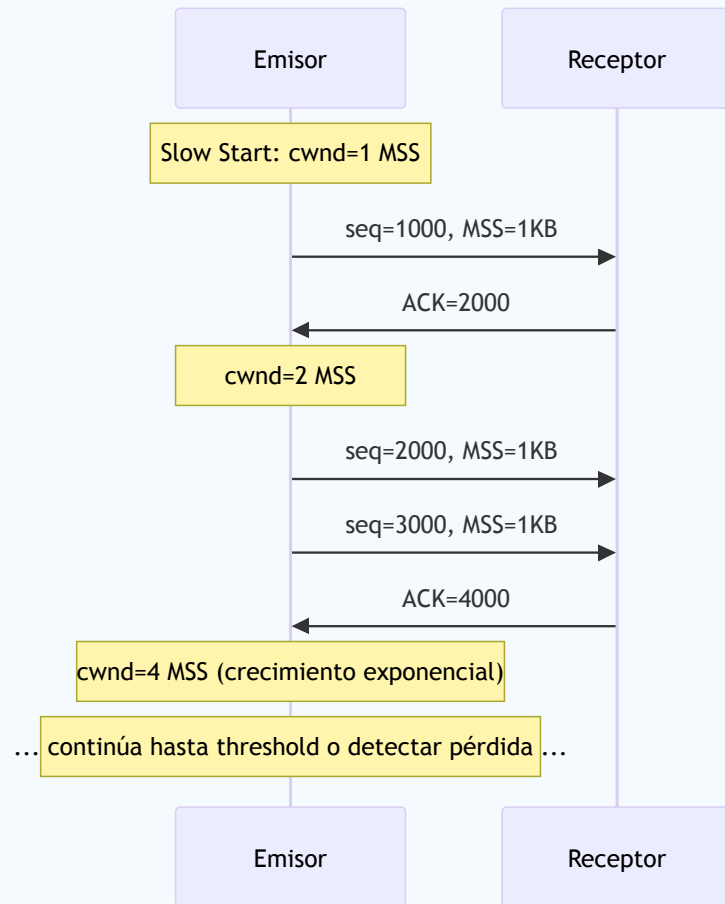 Emisor
Receptor
Slow Start: cwnd=1 MSS
seq=1000, MSS=1KB
ACK=2000
cwnd=2 MSS
seq=2000, MSS=1KB
seq=3000, MSS=1KB
ACK=4000
cwnd=4 MSS (crecimiento exponencial)
... continúa hasta threshold o detectar pérdida ...
Emisor
Receptor